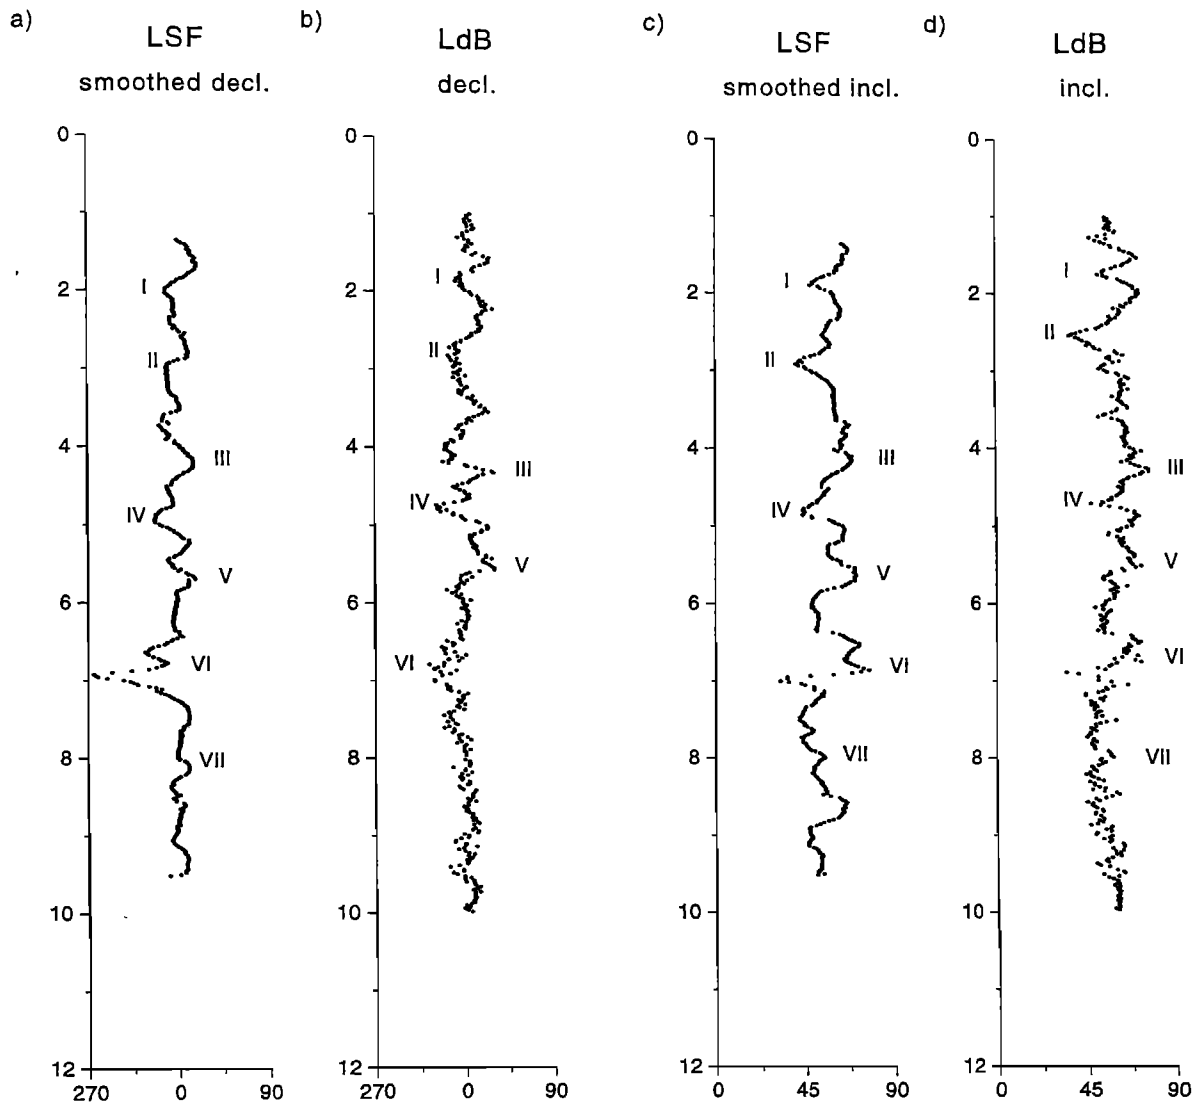 a)
LSF
smoothed decl.
0
2
4
6
8
10
12
270 0 90
I
II
III
IV
V
VI
VII
b)
LdB
decl.
0
2
4
6
8
10
12
270 0 90
I
II
III
IV
V
VI
c)
LSF
smoothed incl.
0
2
4
6
8
10
12
0 45 90
I
II
III
IV
V
VI
VII
d)
LdB
incl.
0
2
4
6
8
10
12
0 45 90
I
II
III
IV
V
VI
VII